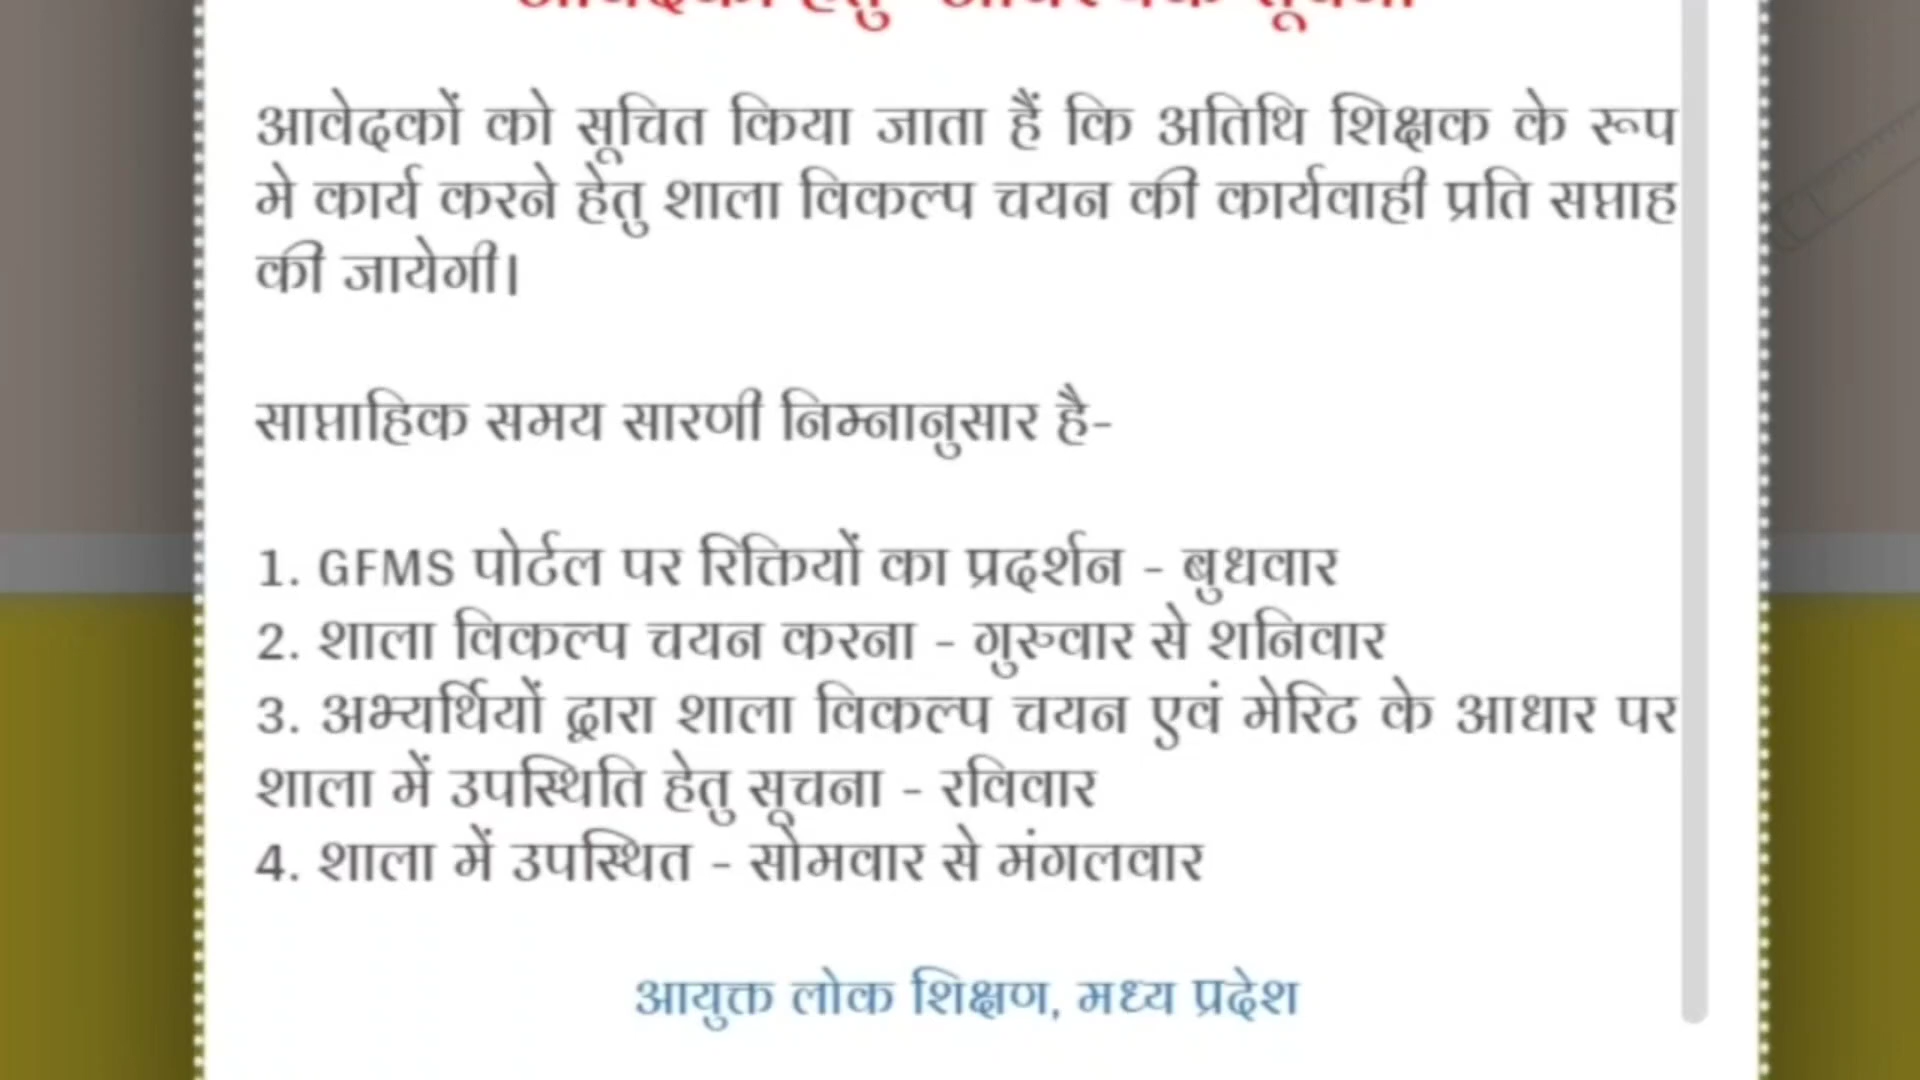 आवेदकों को सूचित किया जाता हैं कि अतिथि शिक्षक के रूप
मे कार्य करने हेतु शाला विकल्प चयन की कार्यवाही प्रति सप्ताह
की जायेगी।
साप्ताहिक समय सारणी निम्नानुसार है-
1. GFMS पोर्टल पर रिक्तियों का प्रदर्शन - बुधवार
2. शाला विकल्प चयन करना - गुरुवार से शनिवार
3. अभ्यर्थियों द्वारा शाला विकल्प चयन एवं मेरिट के आधार पर
शाला में उपस्थिति हेतु सूचना - रविवार
4. शाला में उपस्थित - सोमवार से मंगलवार
आयुक्त लोक शिक्षण, मध्य प्रदेश